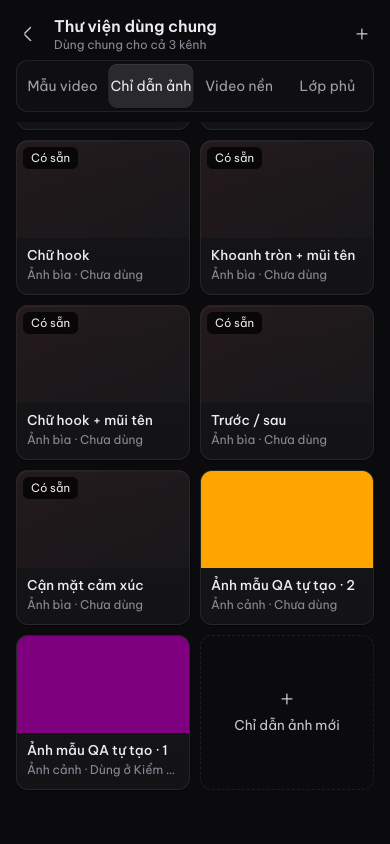 Thư viện dùng chung
Dùng chung cho cả 3 kênh
Mẫu video
Chỉ dẫn ảnh
Video nền
Lớp phủ
Có sẵn
Chữ hook
Ảnh bìa · Chưa dùng
Có sẵn
Khoanh tròn + mũi tên
Ảnh bìa · Chưa dùng
Có sẵn
Chữ hook + mũi tên
Ảnh bìa · Chưa dùng
Có sẵn
Trước / sau
Ảnh bìa · Chưa dùng
Có sẵn
Cận mặt cảm xúc
Ảnh bìa · Chưa dùng
Ảnh mẫu QA tự tạo · 2
Ảnh cảnh · Chưa dùng
Ảnh mẫu QA tự tạo · 1
Ảnh cảnh · Dùng ở Kiểm ...
+
Chỉ dẫn ảnh mới